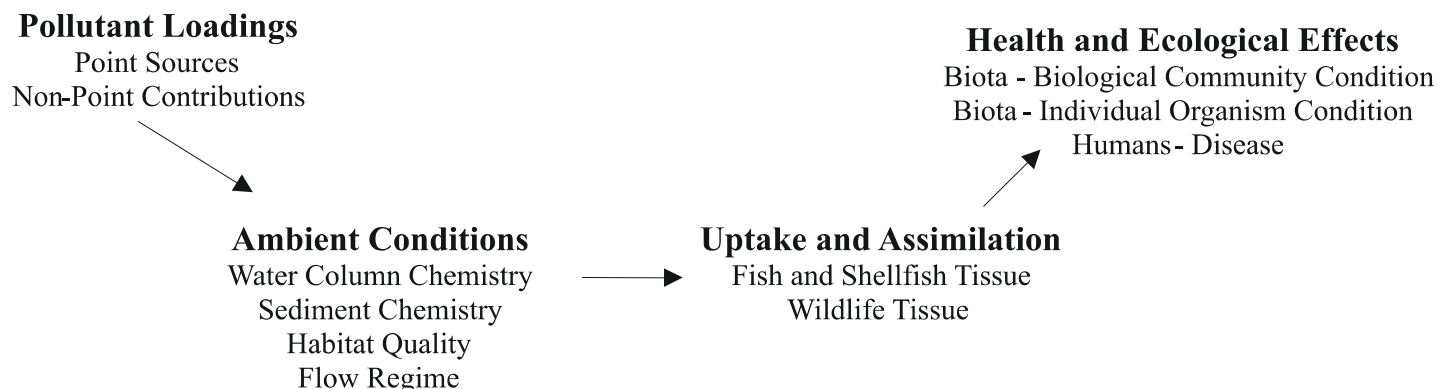 Pollutant Loadings
Point Sources
Non-Point Contributions
Health and Ecological Effects
Biota - Biological Community Condition
Biota - Individual Organism Condition
Humans - Disease
Ambient Conditions
Water Column Chemistry
Sediment Chemistry
Habitat Quality
Flow Regime
Uptake and Assimilation
Fish and Shellfish Tissue
Wildlife Tissue